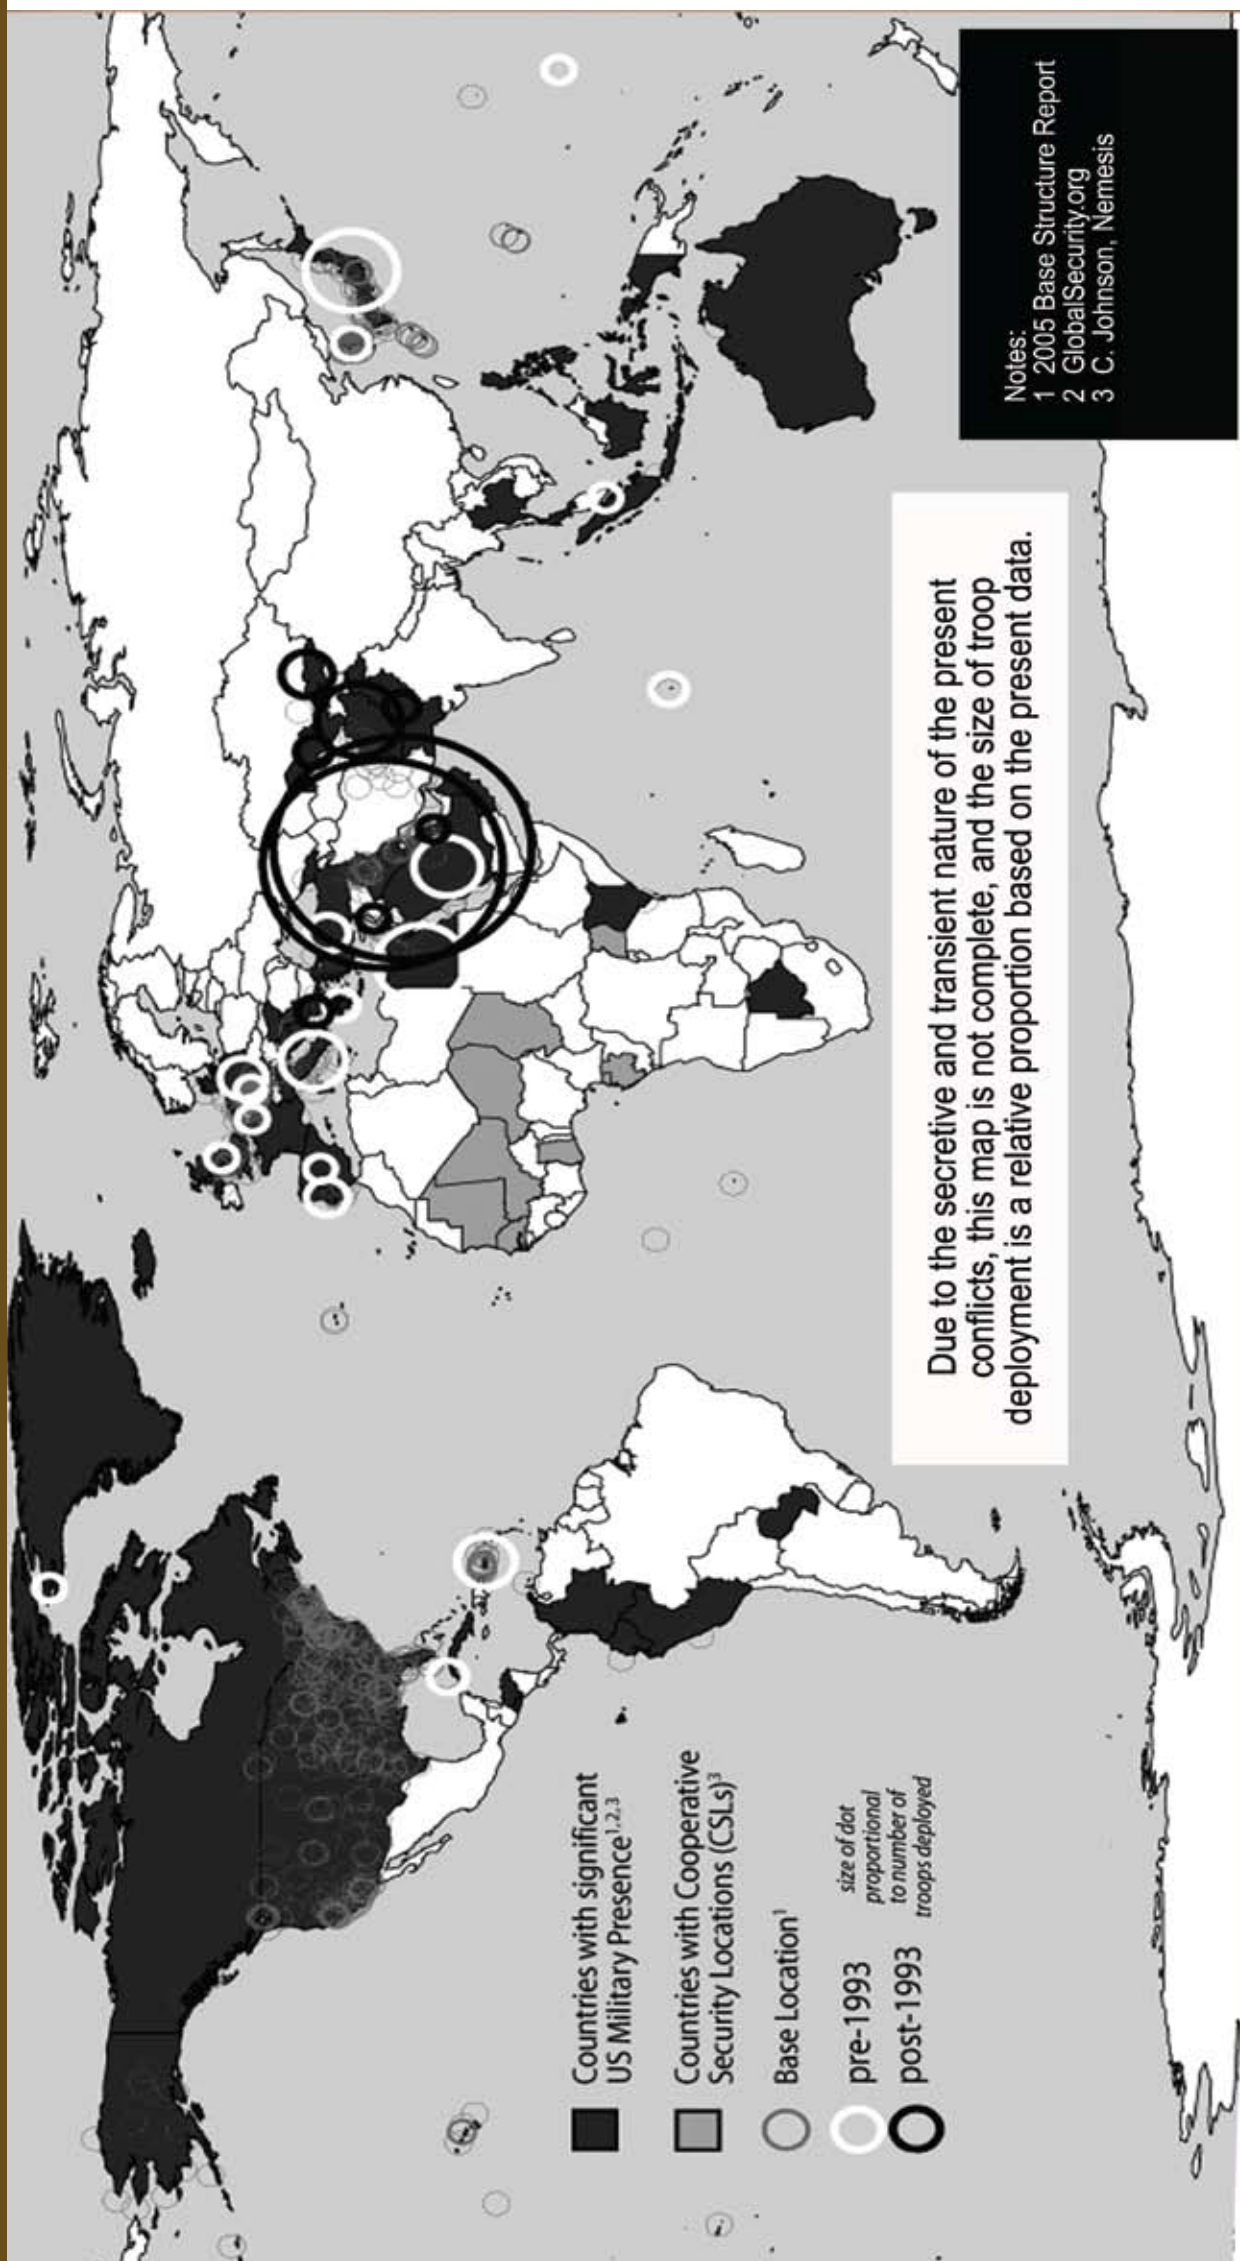 Countries with significant
US Military Presence1,2,3
Countries with Cooperative
Security Locations (CSLs)3
Base Location1
pre-1993
post-1993
size of dot
proportional
to number of
troops deployed
Due to the secretive and transient nature of the present
conflicts, this map is not complete, and the size of troop
deployment is a relative proportion based on the present data.
Notes:
1 2005 Base Structure Report
2 GlobalSecurity.org
3 C. Johnson, Nemesis